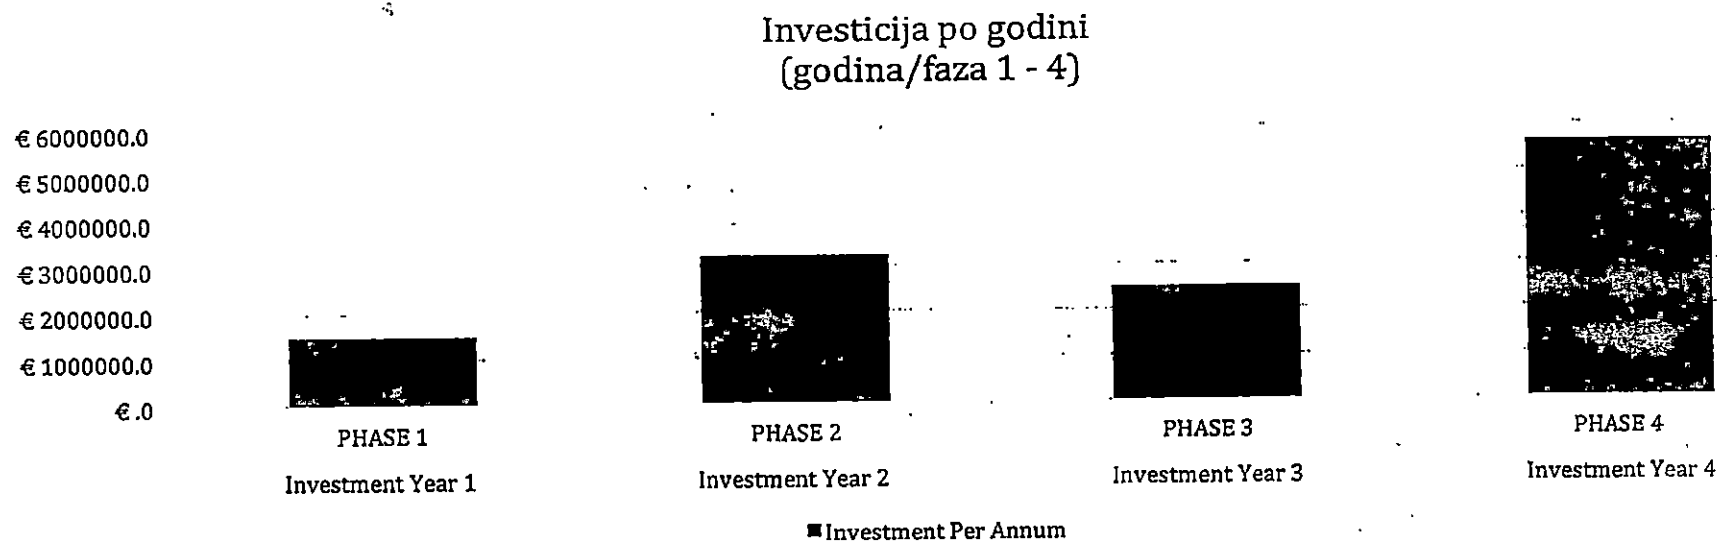 Investicija po godini
(godina/faza 1 - 4)
€ 6000000.0
€ 5000000.0
€ 4000000.0
€ 3000000.0
€ 2000000.0
€ 1000000.0
€ .0
PHASE 1
PHASE 2
PHASE 3
PHASE 4
Investment Year 1
Investment Year 2
Investment Year 3
Investment Year 4
Investment Per Annum